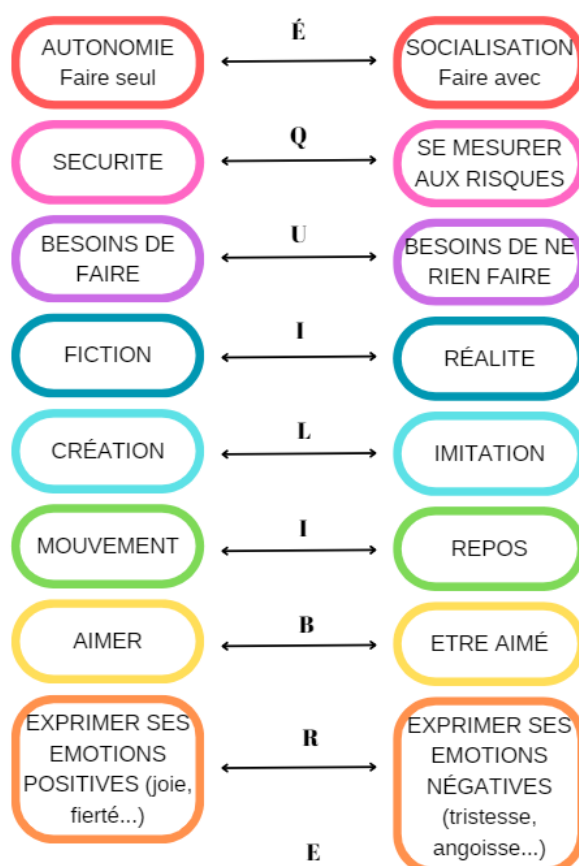 É
AUTONOMIE
Faire seul
SOCIALISATION
Faire avec
Q
SECURITE
SE MESURER
AUX RISQUES
U
BESOINS DE
FAIRE
BESOINS DE NE
RIEN FAIRE
I
FICTION
RÉALITE
L
CRÉATION
IMITATION
I
MOUVEMENT
REPOS
B
AIMER
ETRE AIMÉ
R
EXPRIMER SES
EMOTIONS
POSITIVES (joie,
fierté...)
EXPRIMER SES
EMOTIONS
NÉGATIVES
(tristesse,
angoisse...)
E